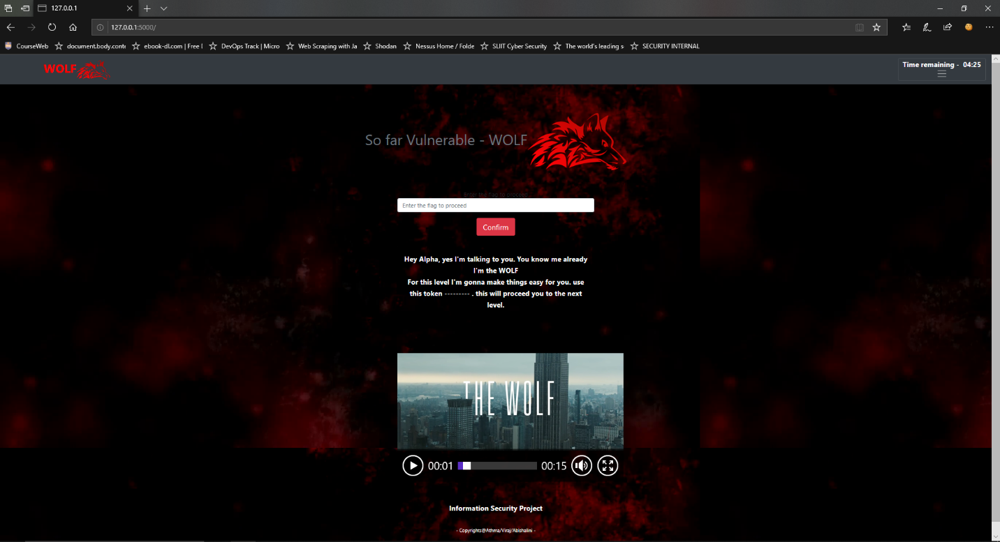 127.0.0.1
127.0.0.1:5000/
CourseWeb
document.body.conte
ebook-dl.com | Free l
DevOps Track | Micro
Web Scraping with Ja
Shodan
Nessus Home / Folde
SLIIT Cyber Security
The world's leading s
SECURITY INTERNAL
WOLF
Time remaining - 04:25
So far Vulnerable - WOLF
Enter the flag to proceed
Enter the flag to proceed
Confirm
Hey Alpha, yes I'm talking to you. You know me already
I'm the WOLF
For this level I'm gonna make things easy for you. use
this token --------- . this will proceed you to the next
level.
THE WOLF
00:01
00:15
Information Security Project
- Copyrights@Athma/Viraj/Abishalini -